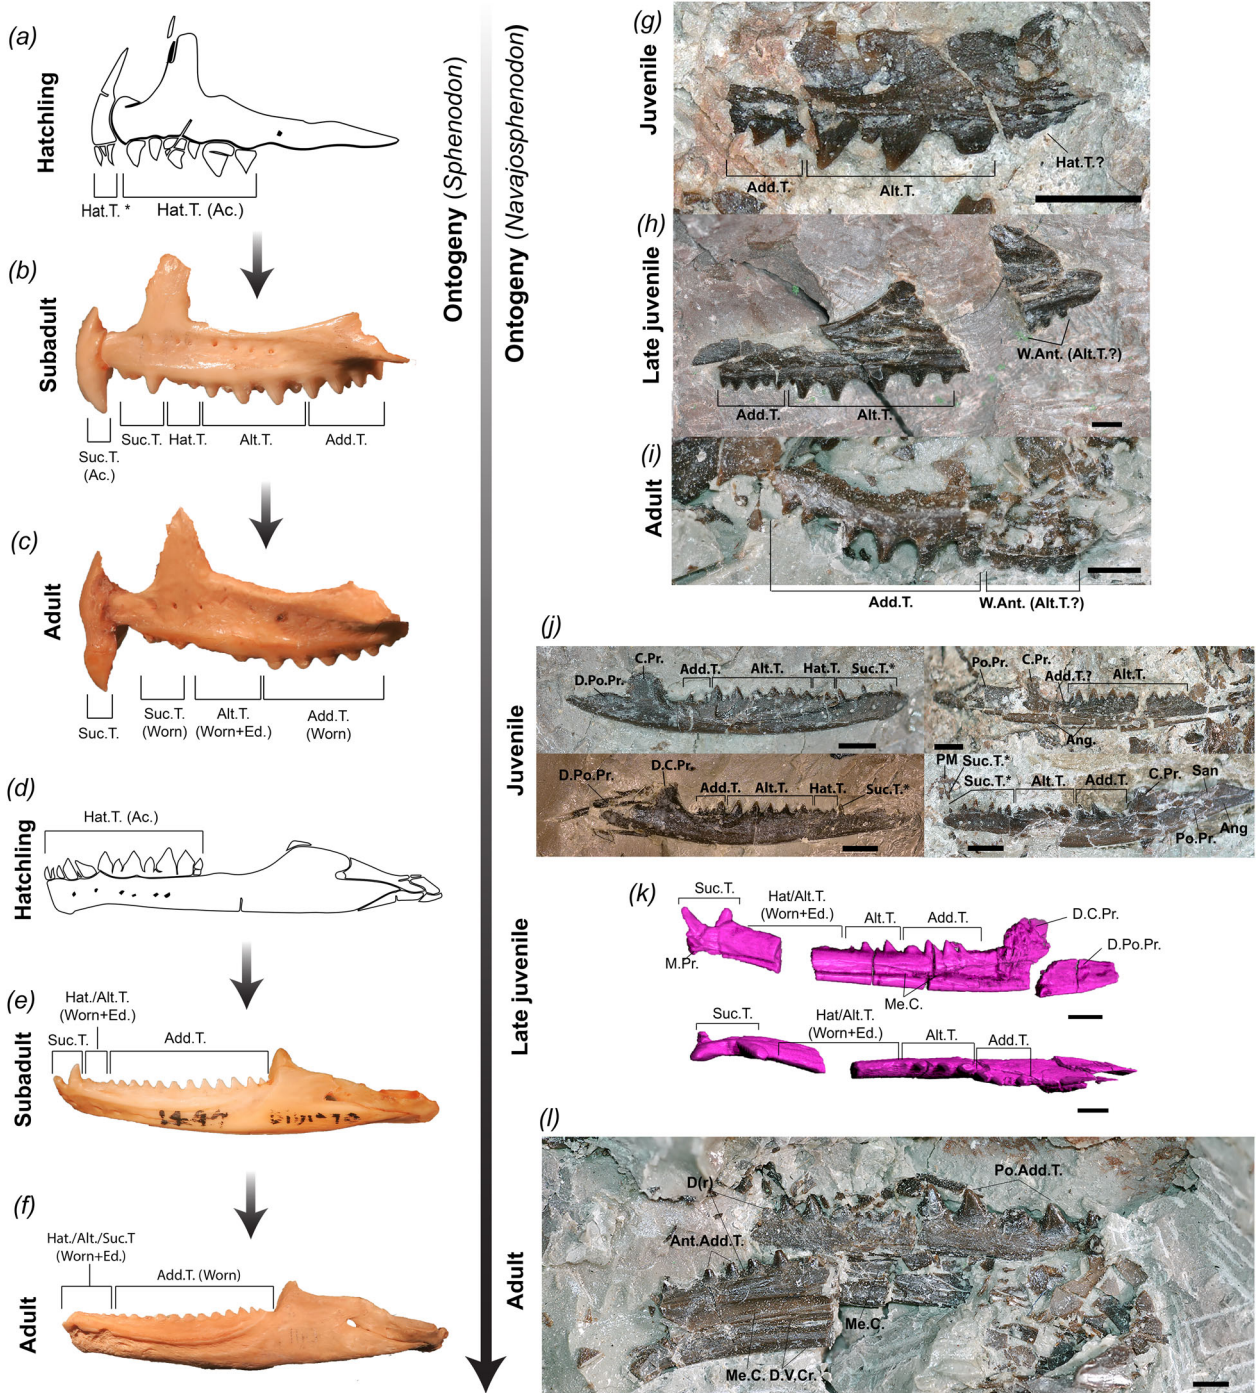 (a)
Hatchling
Hat.T. *
Hat.T. (Ac.)
(b)
Subadult
Suc.T.
Hat.T.
Alt.T.
Add.T.
Suc.T.
(Ac.)
(c)
Adult
Suc.T.
Suc.T.
(Worn)
Alt.T.
(Worn+Ed.)
Add.T.
(Worn)
(d)
Hatchling
Hat.T. (Ac.)
(e)
Subadult
Hat./Alt.T.
(Worn+Ed.)
Suc.T.
Add.T.
(f)
Adult
Hat./Alt./Suc.T
(Worn+Ed.)
Add.T. (Worn)
Ontogeny (Sphenodon)
Ontogeny (Navajosphenodon)
(g)
Juvenile
Hat.T.?
Add.T.
Alt.T.
(h)
Late juvenile
W.Ant. (Alt.T.?)
Add.T.
Alt.T.
(i)
Adult
Add.T.
W.Ant. (Alt.T.?)
(j)
Juvenile
C.Pr.
D.Po.Pr.
Add.T.
Alt.T.
Hat.T.
Suc.T.*
Po.Pr.
C.Pr.
Add.T.?
Alt.T.
Ang.
D.C.Pr.
D.Po.Pr.
Add.T.
Alt.T.
Hat.T.
Suc.T.*
PM
Suc.T.*
Suc.T.*
Alt.T.
Add.T.
C.Pr.
San
Po.Pr.
Ang
(k)
Late juvenile
Suc.T.
Hat/Alt.T.
(Worn+Ed.)
Alt.T.
Add.T.
D.C.Pr.
D.Po.Pr.
M.Pr.
Me.C.
Suc.T.
Hat/Alt.T.
(Worn+Ed.)
Alt.T.
Add.T.
(l)
Adult
D(r)
Po.Add.T.
Ant.Add.T.
Me.C.
Me.C. D.V.Cr.